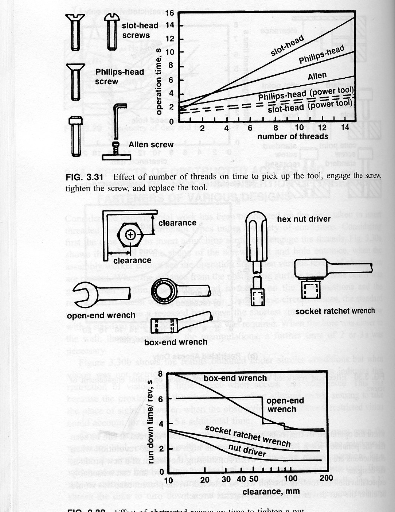 slot-head
screws
Philips-head
screw
Allen screw
operation time, s
16
14
12
10
8
6
4
2
0
slot-head
Philips-head
Allen
Philips-head (power tool)
slot-head (power tool)
2 4 6 8 10 12 14
number of threads
FIG. 3.31 Effect of number of threads on time to pick up the tool, engage the screw,
tighten the screw, and replace the tool.
clearance
clearance
hex nut driver
open-end wrench
box-end wrench
socket ratchet wrench
run down time/ rev, s
8
6
4
2
0
box-end wrench
open-end
wrench
socket ratchet wrench
nut driver
10 20 30 40 50 100 200
clearance, mm